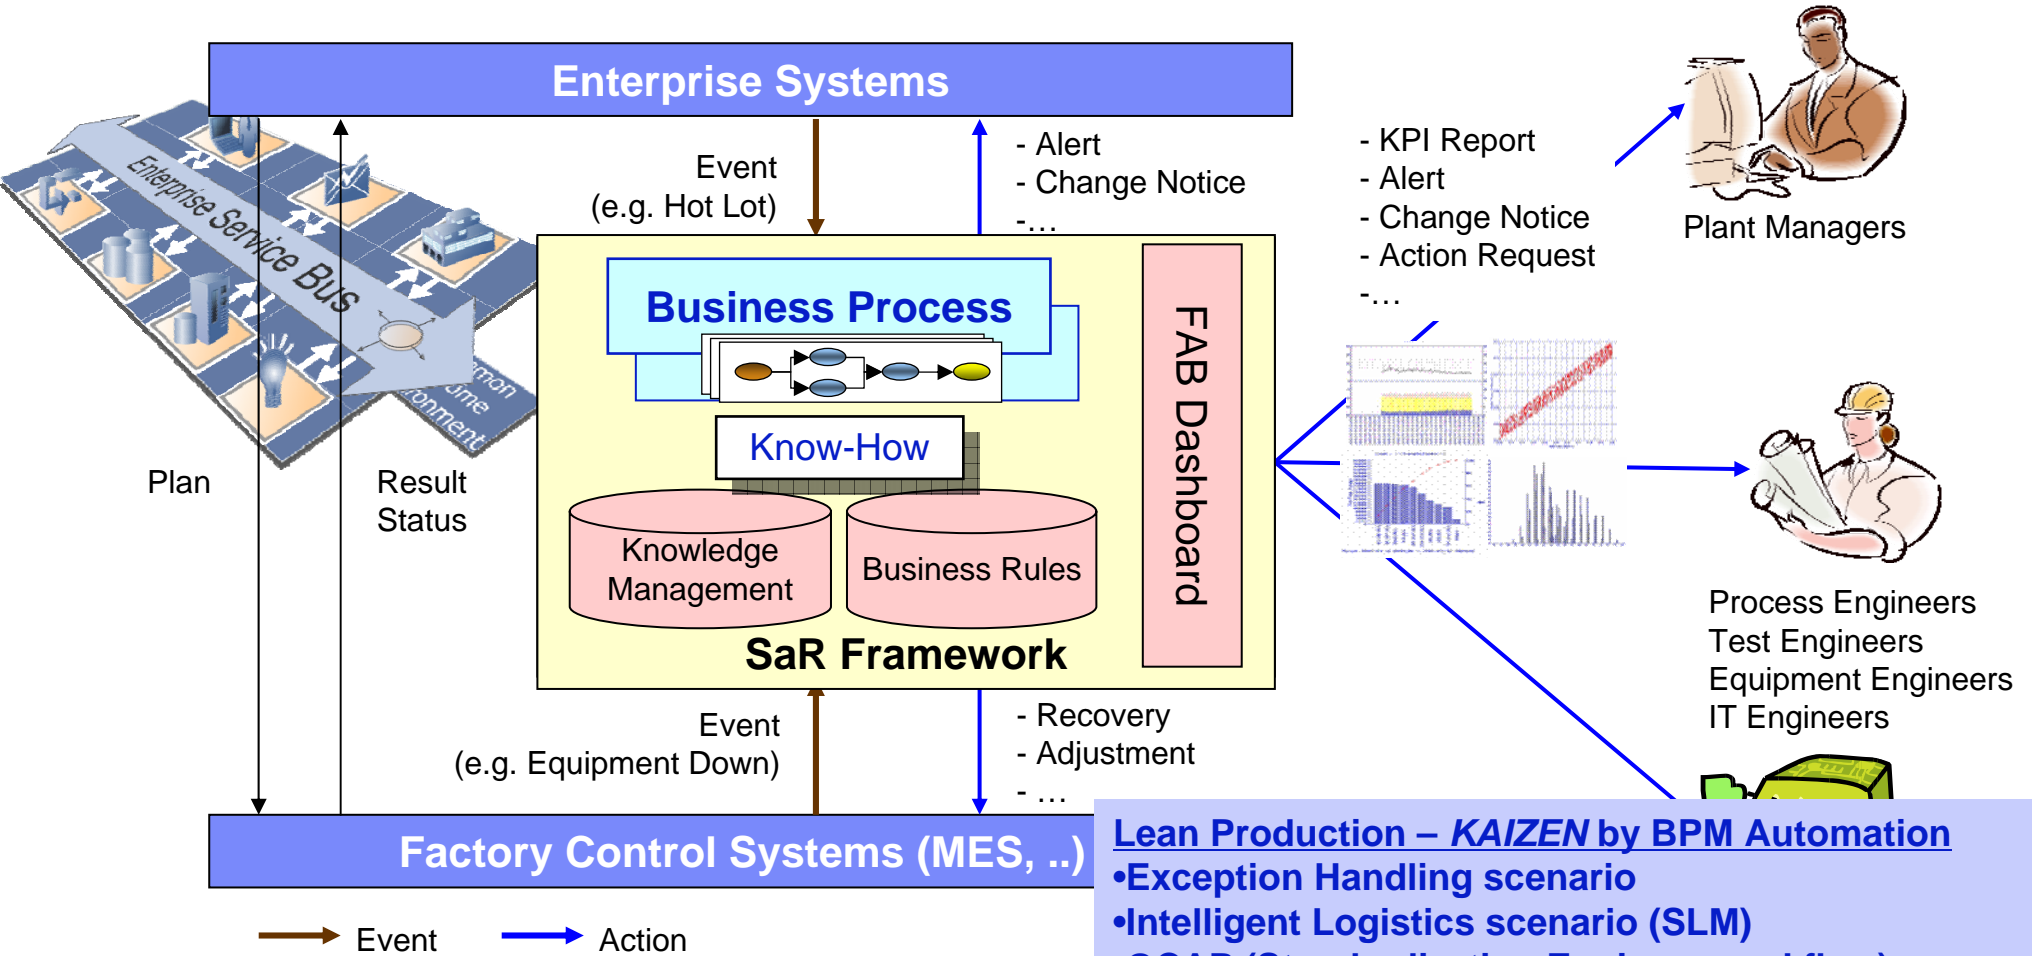 Enterprise Systems
Enterprise Service Bus
Event
(e.g. Hot Lot)
- Alert
- Change Notice
-...
- KPI Report
- Alert
- Change Notice
- Action Request
-...
Plant Managers
Business Process
Know-How
Knowledge
Management
Business Rules
SaR Framework
FAB Dashboard
Plan
Result
Status
Process Engineers
Test Engineers
Equipment Engineers
IT Engineers
Event
(e.g. Equipment Down)
- Recovery
- Adjustment
- ...
Factory Control Systems (MES, ..)
Lean Production – KAIZEN by BPM Automation
•Exception Handling scenario
•Intelligent Logistics scenario (SLM)
Event
Action